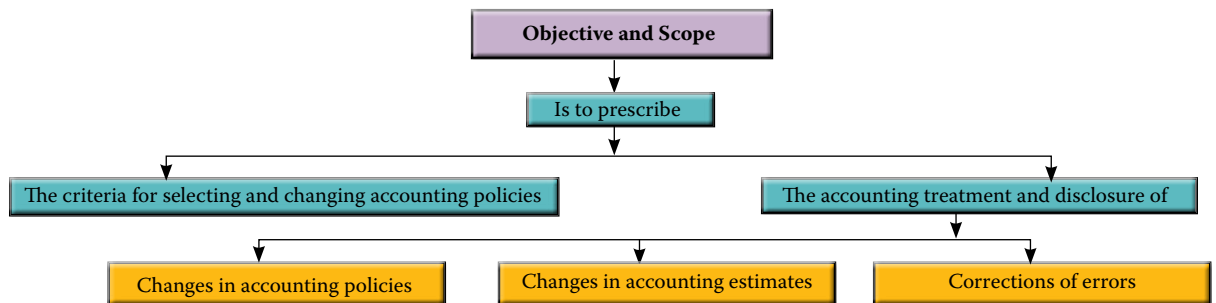 Objective and Scope
Is to prescribe
The criteria for selecting and changing accounting policies
The accounting treatment and disclosure of
Changes in accounting policies
Changes in accounting estimates
Corrections of errors